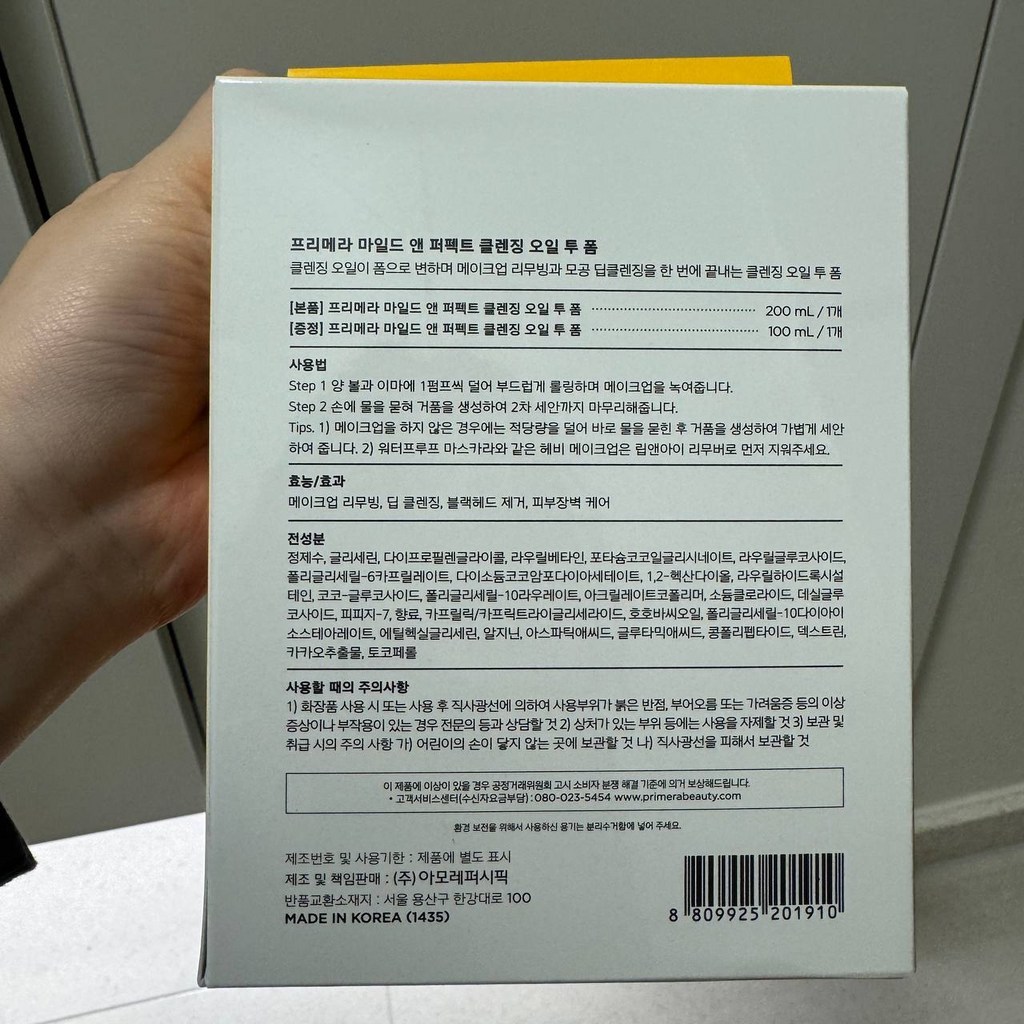 프리메라 마일드 앤 퍼펙트 클렌징 오일 투 폼
클렌징 오일이 폼으로 변하며 메이크업 리무빙과 모공 딥클렌징을 한 번에 끝내는 클렌징 오일 투 폼
[본품] 프리메라 마일드 앤 퍼펙트 클렌징 오일 투 폼 ········ 200 mL / 1개
[증정] 프리메라 마일드 앤 퍼펙트 클렌징 오일 투 폼 ········ 100 mL / 1개
사용법
Step 1 양 볼과 이마에 1펌프씩 덜어 부드럽게 롤링하며 메이크업을 녹여줍니다.
Step 2 손에 물을 묻혀 거품을 생성하여 2차 세안까지 마무리해줍니다.
Tips. 1) 메이크업을 하지 않은 경우에는 적당량을 덜어 바로 물을 묻힌 후 거품을 생성하여 가볍게 세안
하여 줍니다. 2) 워터프루프 마스카라와 같은 헤비 메이크업은 립앤아이 리무버로 먼저 지워주세요.
효능/효과
메이크업 리무빙, 딥 클렌징, 블랙헤드 제거, 피부장벽 케어
전성분
정제수, 글리세린, 다이프로필렌글라이콜, 라우릴베타인, 포타슘코코일글리시네이트, 라우릴글루코사이드,
폴리글리세릴-6카프릴레이트, 다이소듐코코암포다이아세테이트, 1,2-헥산다이올, 라우릴하이드록시설
테인, 코코-글루코사이드, 폴리글리세릴-10라우레이트, 아크릴레이트코폴리머, 소듐클로라이드, 데실글루
코사이드, 피피지-7, 향료, 카프릴릭/카프릭트라이글리세라이드, 호호바씨오일, 폴리글리세릴-10다이아이
소스테아레이트, 에틸헥실글리세린, 알지닌, 아스파틱애씨드, 글루타믹애씨드, 콩폴리펩타이드, 덱스트린,
카카오추출물, 토코페롤
사용할 때의 주의사항
1) 화장품 사용 시 또는 사용 후 직사광선에 의하여 사용부위가 붉은 반점, 부어오름 또는 가려움증 등의 이상
증상이나 부작용이 있는 경우 전문의 등과 상담할 것 2) 상처가 있는 부위 등에는 사용을 자제할 것 3) 보관 및
취급 시의 주의 사항 가) 어린이의 손이 닿지 않는 곳에 보관할 것 나) 직사광선을 피해서 보관할 것
이 제품에 이상이 있을 경우 공정거래위원회 고시 소비자 분쟁 해결 기준에 의거 보상해드립니다.
• 고객서비스센터(수신자요금부담) : 080-023-5454 www.primerabeauty.com
환경 보전을 위해서 사용하신 용기는 분리수거함에 넣어 주세요.
제조번호 및 사용기한 : 제품에 별도 표시
제조 및 책임판매 : (주)아모레퍼시픽
반품교환소재지 : 서울 용산구 한강대로 100
MADE IN KOREA (1435)
8 809925 201910